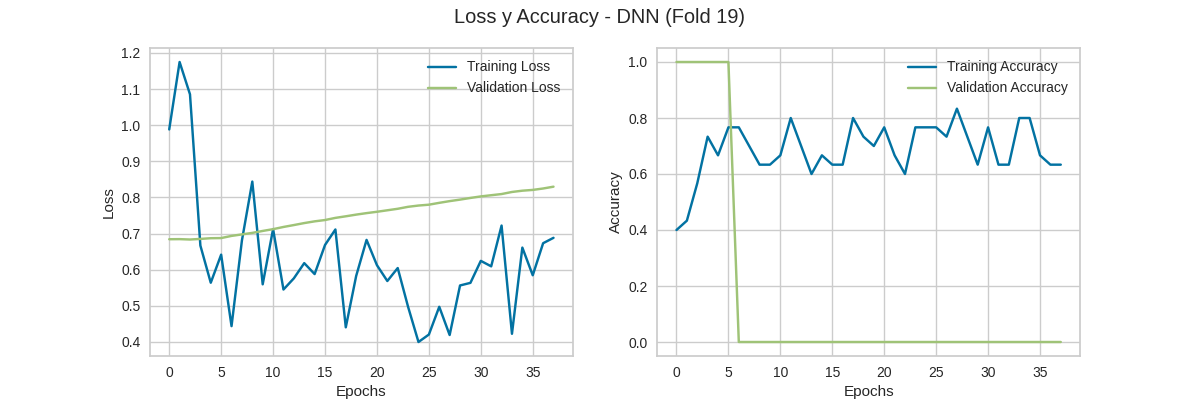 Loss y Accuracy - DNN (Fold 19)
Loss
1.2
1.1
1.0
0.9
0.8
0.7
0.6
0.5
0.4
0 5 10 15 20 25 30 35
Epochs
Training Loss
Validation Loss
Accuracy
1.0
0.8
0.6
0.4
0.2
0.0
0 5 10 15 20 25 30 35
Epochs
Training Accuracy
Validation Accuracy